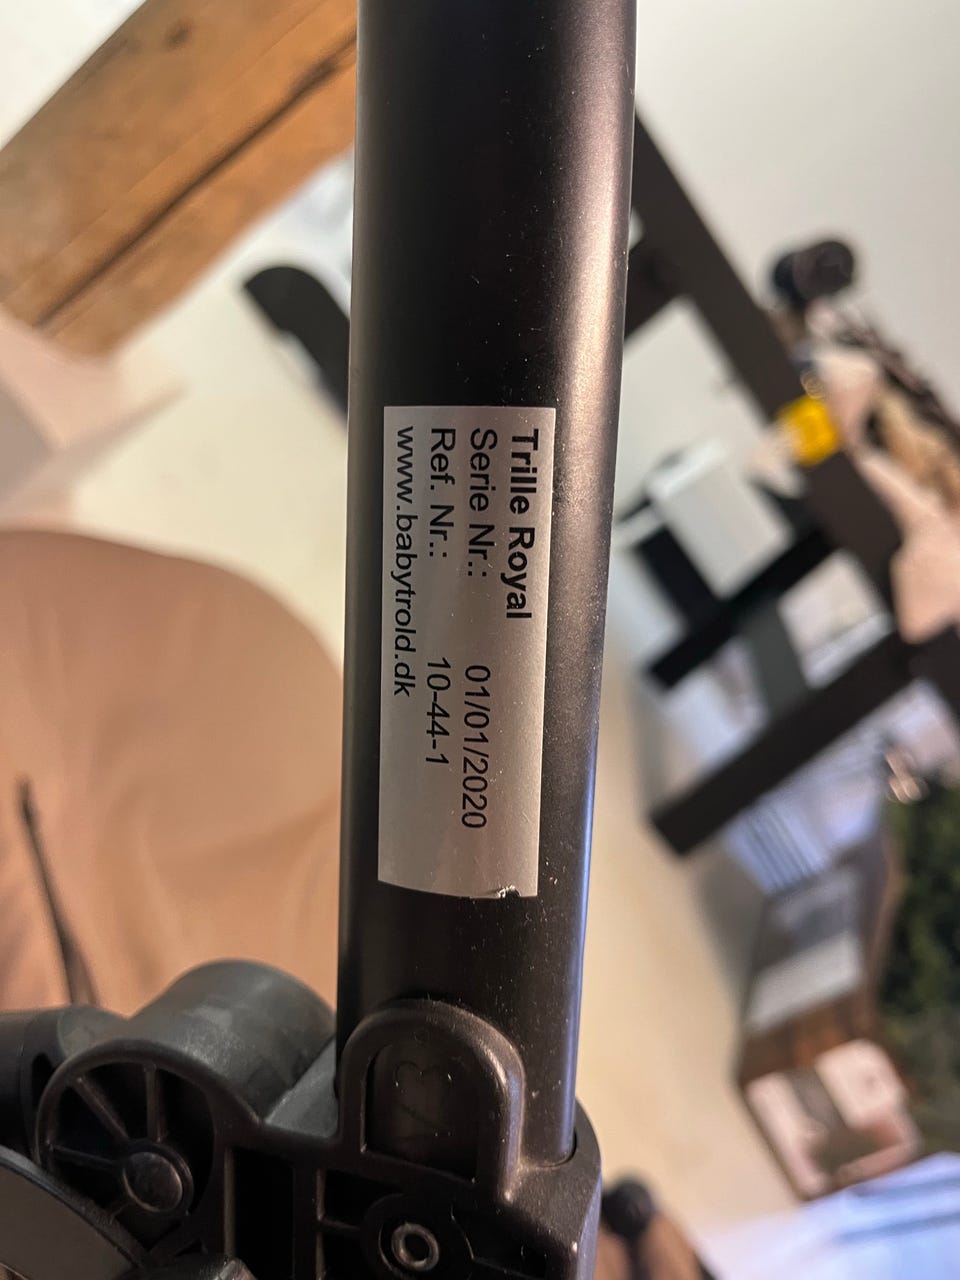 Trille Royal
Serie Nr.: 01/01/2020
Ref. Nr.: 10-44-1
www.babytrold.dk